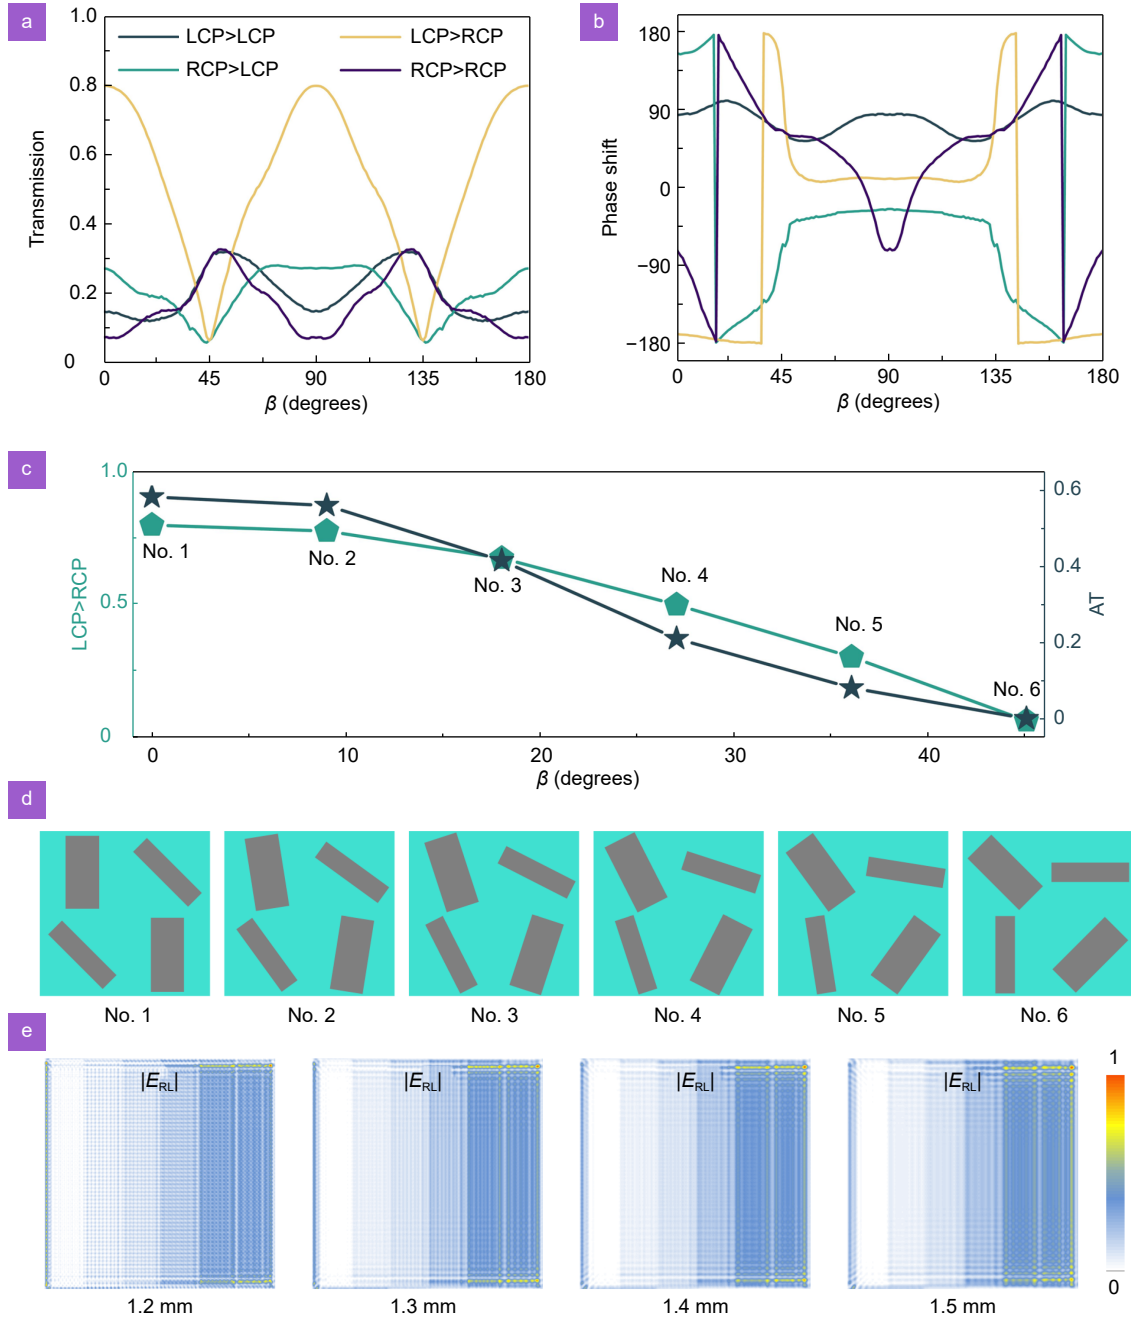 a
1.0
0.8
0.6
0.4
0.2
0
Transmission
LCP>LCP
LCP>RCP
RCP>LCP
RCP>RCP
0
45
90
135
180
β (degrees)
b
180
90
0
−90
−180
Phase shift
0
45
90
135
180
β (degrees)
c
1.0
0.5
0
LCP>RCP
No. 1
No. 2
No. 3
No. 4
No. 5
No. 6
0.6
0.4
0.2
0
AT
0
10
20
30
40
β (degrees)
d
No. 1
No. 2
No. 3
No. 4
No. 5
No. 6
e
|E_RL|
|E_RL|
|E_RL|
|E_RL|
1
0
1.2 mm
1.3 mm
1.4 mm
1.5 mm